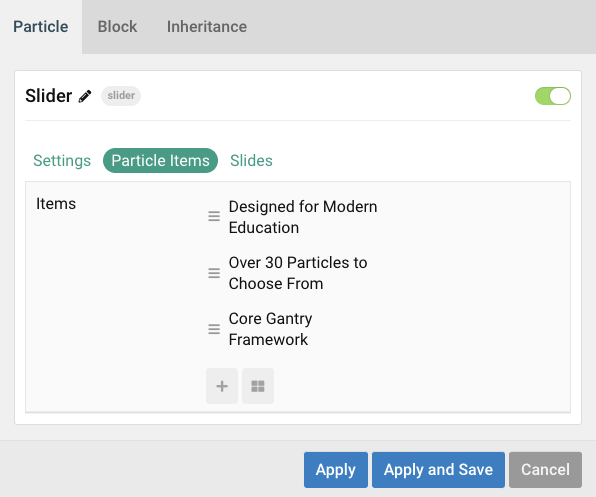 Particle Block Inheritance
Slider slider
Settings Particle Items Slides
Items
Designed for Modern
Education
Over 30 Particles to
Choose From
Core Gantry
Framework
Apply Apply and Save Cancel